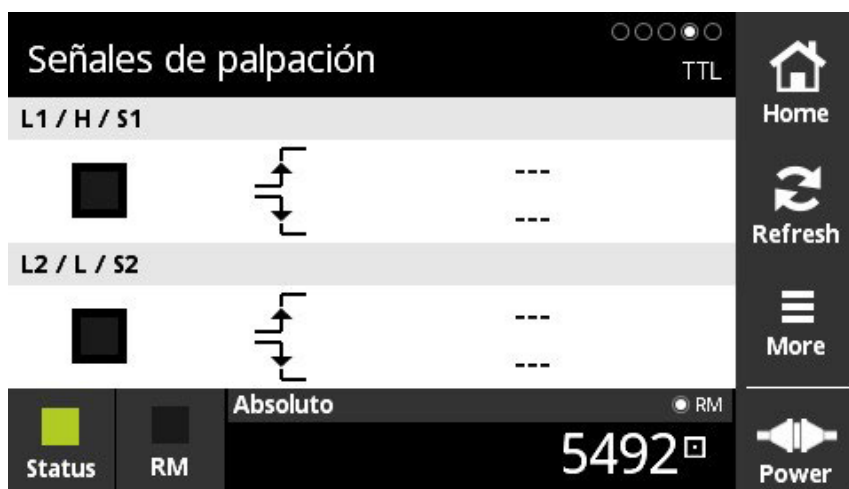 Señales de palpación
TTL
Home
L1 / H / S1
---
---
Refresh
L2 / L / S2
---
---
More
Absoluto
RM
5492
Status
RM
Power